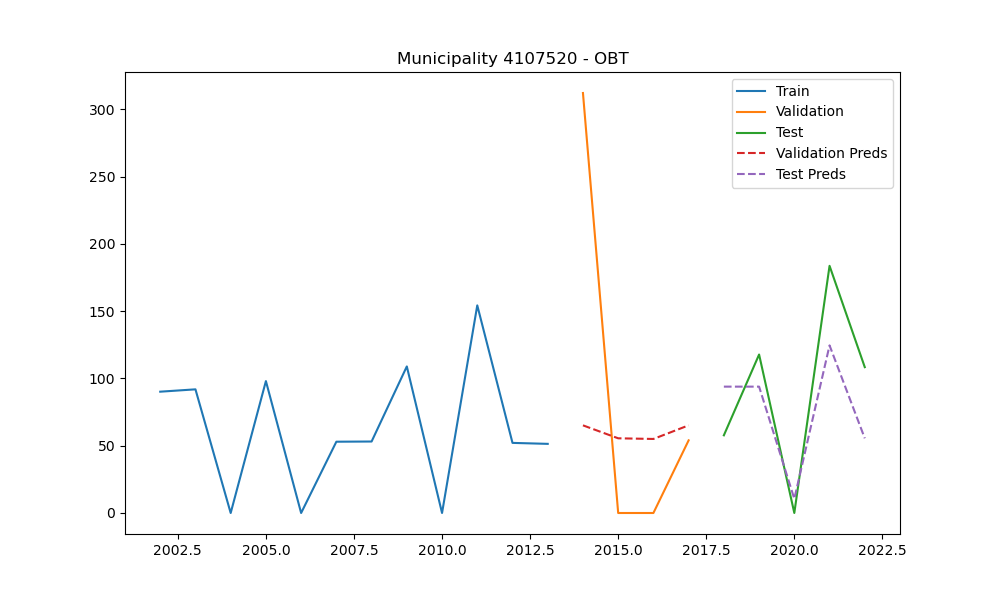 Municipality 4107520 - OBT
Train
Validation
Test
Validation Preds
Test Preds
300
250
200
150
100
50
0
2002.5 2005.0 2007.5 2010.0 2012.5 2015.0 2017.5 2020.0 2022.5